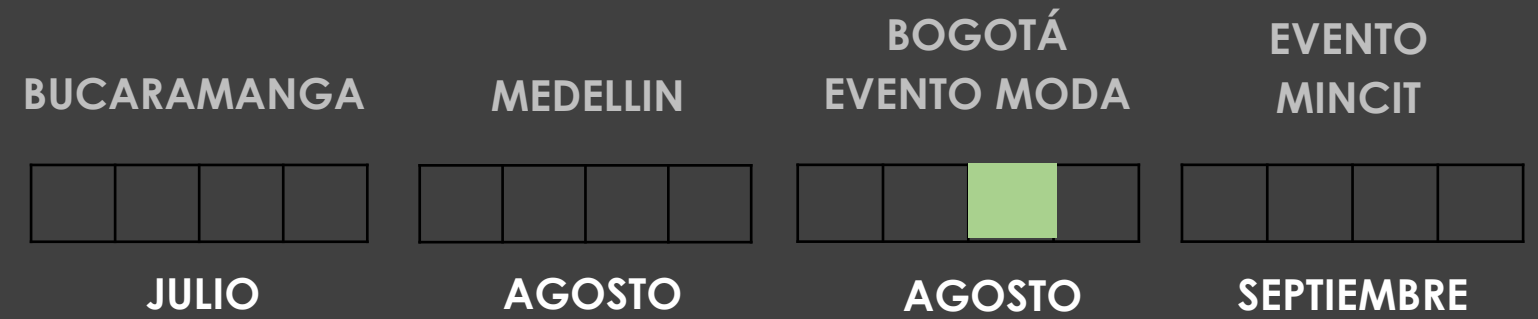 BUCARAMANGA
MEDELLIN
BOGOTÁ
EVENTO MODA
EVENTO
MINCIT
JULIO
AGOSTO
AGOSTO
SEPTIEMBRE